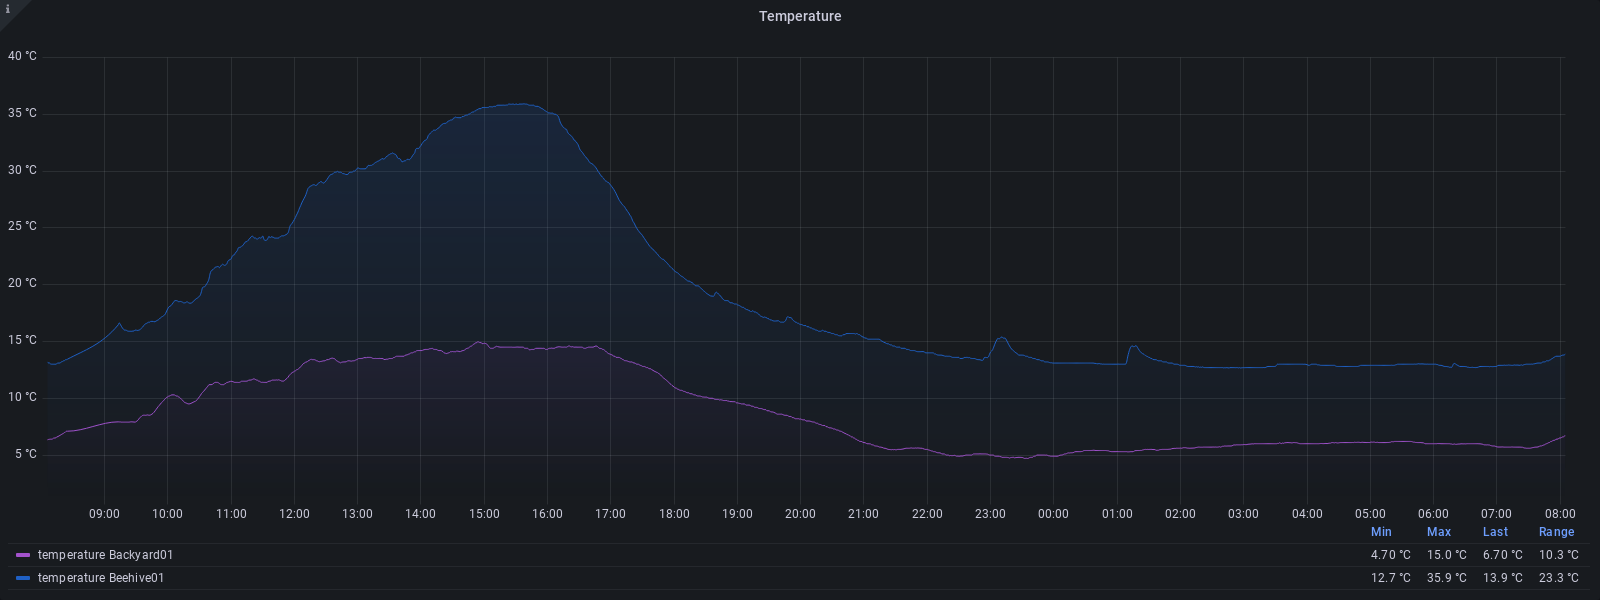 i
Temperature
40 °C
35 °C
30 °C
25 °C
20 °C
15 °C
10 °C
5 °C
09:00 10:00 11:00 12:00 13:00 14:00 15:00 16:00 17:00 18:00 19:00 20:00 21:00 22:00 23:00 00:00 01:00 02:00 03:00 04:00 05:00 06:00 07:00 08:00
Min Max Last Range
temperature Backyard01 4.70 °C 15.0 °C 6.70 °C 10.3 °C
temperature Beehive01 12.7 °C 35.9 °C 13.9 °C 23.3 °C